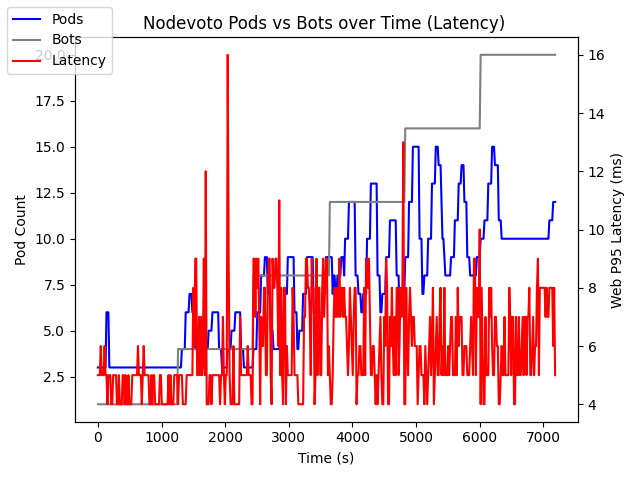 Nodevoto Pods vs Bots over Time (Latency)
Pods
Bots
Latency
20.0
17.5
15.0
12.5
10.0
7.5
5.0
2.5
Pod Count
16
14
12
10
8
6
4
Web P95 Latency (ms)
0 1000 2000 3000 4000 5000 6000 7000
Time (s)